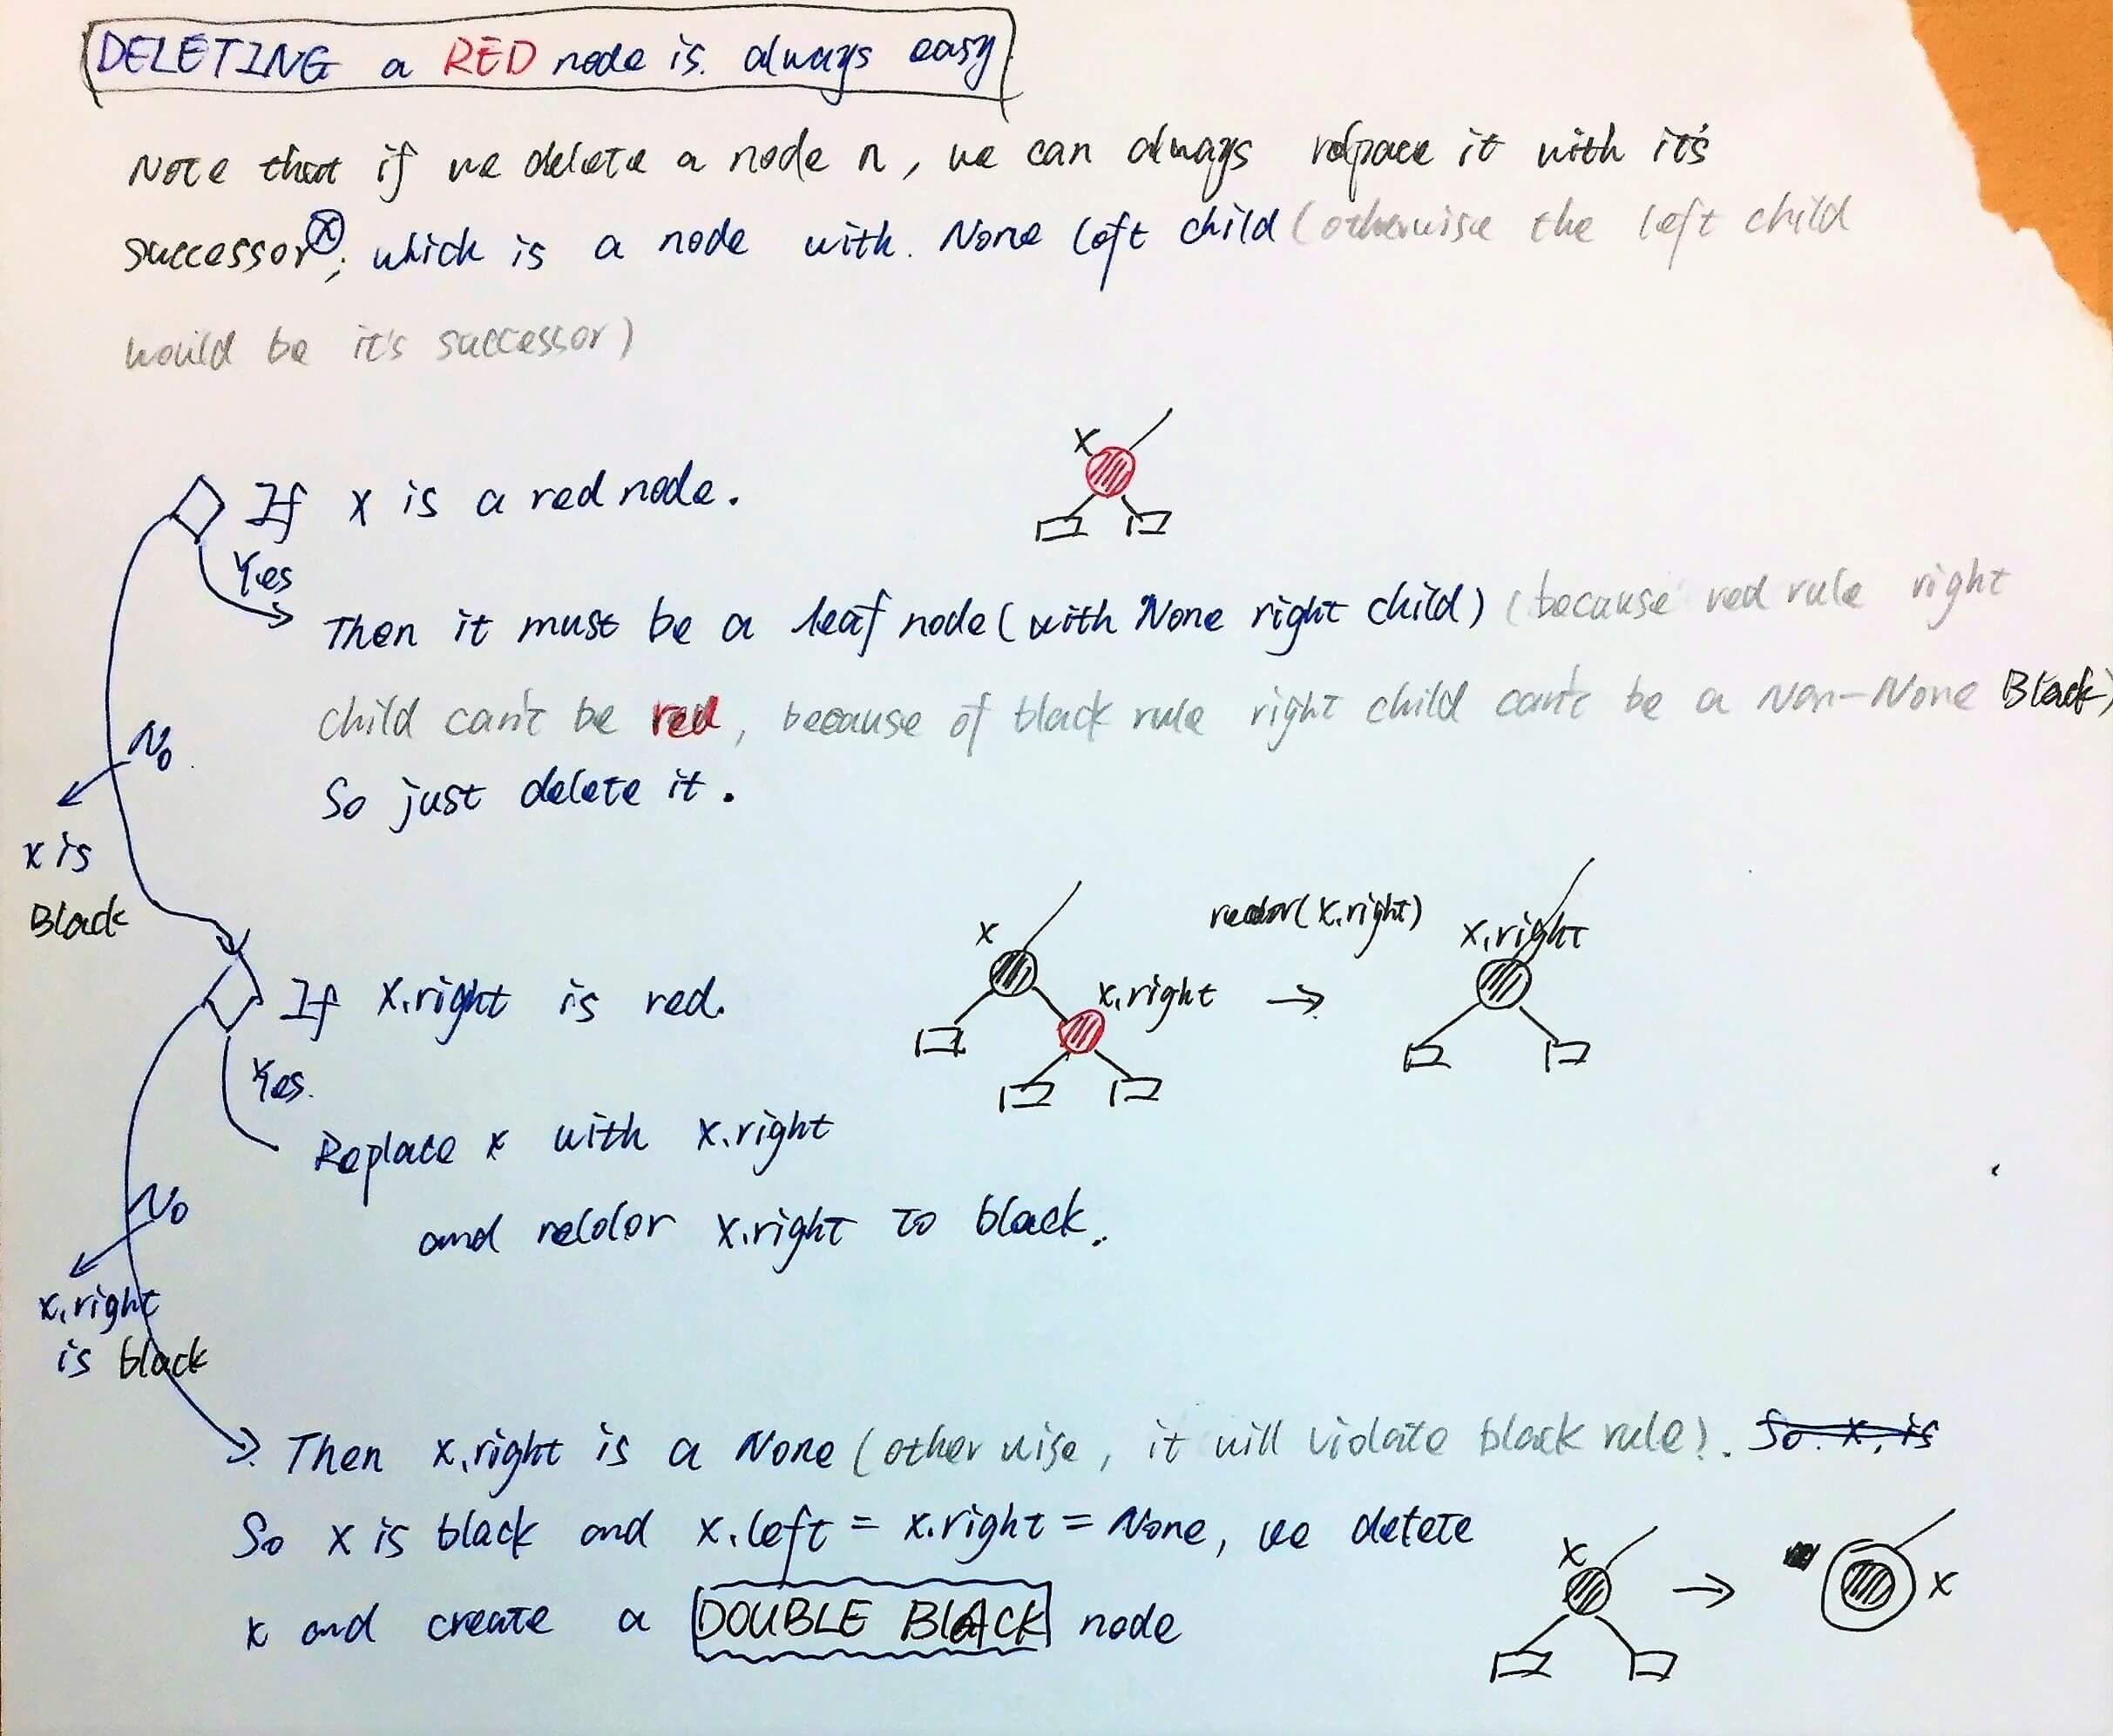 DELETING a RED node is. always easy
Note that if we delete a node n, we can always relpace it with it's
successor ⓧ, which is a node with. None left child (otherwise the left child
would be it's successor)
x
If x is a red node.
Yes
Then it must be a leaf node (with None right child) (because red rule right
child can't be red, because of black rule right child can't be a Non-None Black)
No
So just delete it.
x is
Black
x
recolor(x.right)
x.right
If x.right is red.
x.right
Yes.
Replace x with x.right
No
and recolor x.right to black.
x.right
is black
Then x.right is a None (otherwise, it will violate black rule). So. x. is
So x is black and x.left = x.right = None, we delete
x
x
x and create a DOUBLE BLACK node